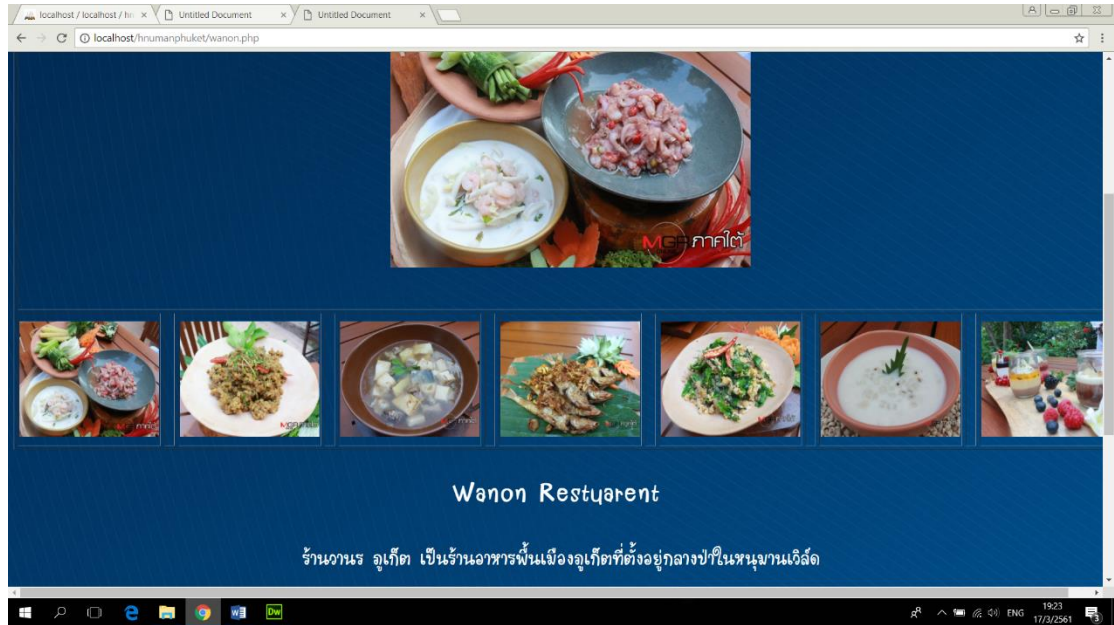 localhost / localhost / hn
Untitled Document
Untitled Document
localhost/hnumanphuket/wanon.php
MGR ภาคใต้
Wanon Restuarent
ร้านวานร ภูเก็ต เป็นร้านอาหารพื้นเมืองภูเก็ตที่ตั้งอยู่กลางป่าในหนุมานเวิล์ด
ENG
19:23
17/3/2561